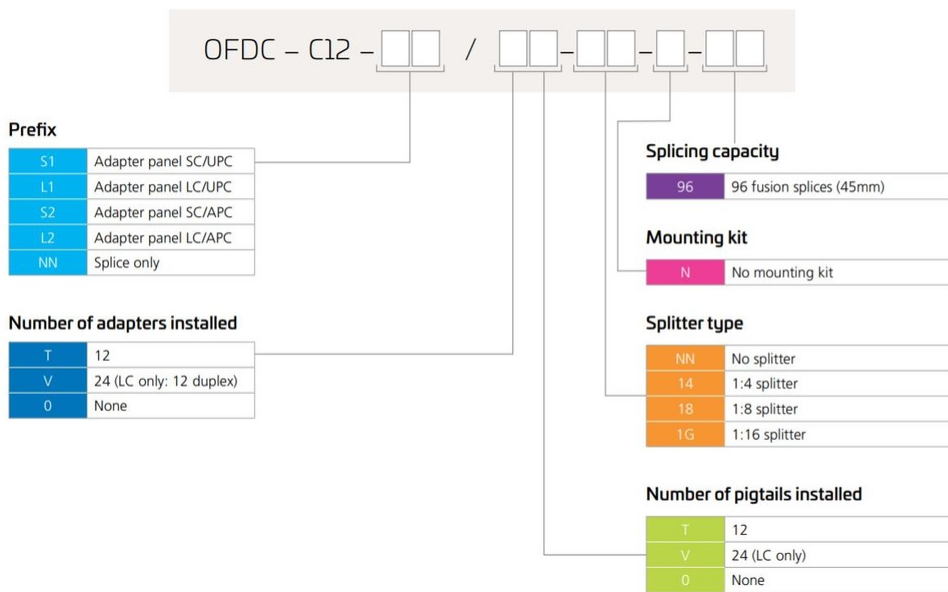 OFDC – C12 – / – – –
Prefix
S1 Adapter panel SC/UPC
L1 Adapter panel LC/UPC
S2 Adapter panel SC/APC
L2 Adapter panel LC/APC
NN Splice only
Number of adapters installed
T 12
V 24 (LC only: 12 duplex)
0 None
Splicing capacity
96 96 fusion splices (45mm)
Mounting kit
N No mounting kit
Splitter type
NN No splitter
14 1:4 splitter
18 1:8 splitter
1G 1:16 splitter
Number of pigtails installed
T 12
V 24 (LC only)
0 None